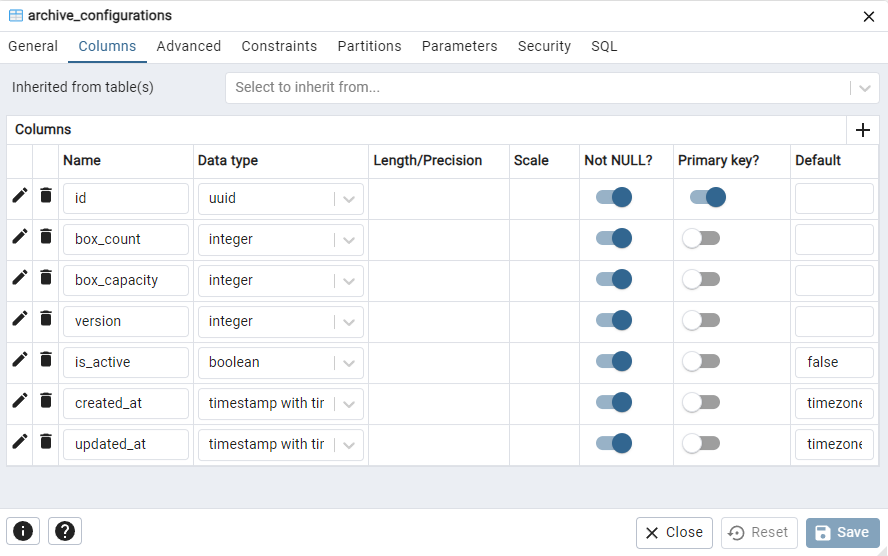 archive_configurations
General Columns Advanced Constraints Partitions Parameters Security SQL
Inherited from table(s) Select to inherit from...
Columns
Name Data type Length/Precision Scale Not NULL? Primary key? Default
id uuid
box_count integer
box_capacity integer
version integer
is_active boolean false
created_at timestamp with tir timezone
updated_at timestamp with tir timezone
Close Reset Save